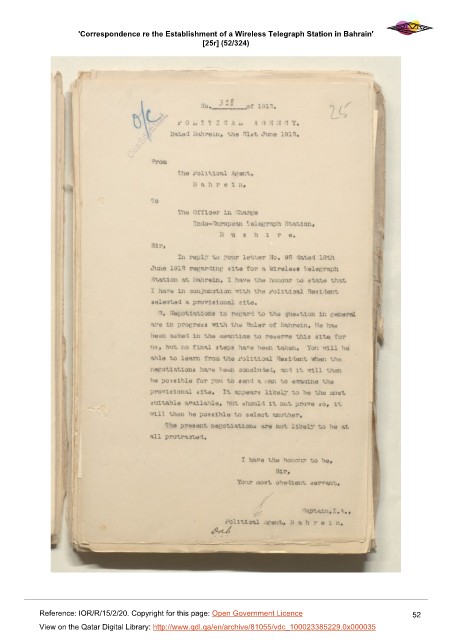 'Correspondence re the Establishment of a Wireless Telegraph Station in Bahrain'
[25r] (52/324)
No. 328 of 1912.
o/c
25
POLITICAL AGENCY.
Dated Bahrein, the 21st June 1912.
From
The Political Agent,
Bahrein.
To
The Officer in Charge
Indo-European Telegraph Station,
Bushire.
Sir,
In reply to your letter No. 98 dated 12th
June 1912 regarding site for a Wireless Telegraph
Station at Bahrein, I have the honour to state that
I have in conjunction with the Political Resident
selected a provisional site.
2. Negotiations in regard to the question in general
are in progress with the Ruler of Bahrein. He has
been asked in the meantime to reserve this site for
us, but no final steps have been taken. You will be
able to learn from the Political Resident when the
negotiations have been concluded, and it will then
be possible for you to send a man to examine the
provisional site. It appears likely to be the most
suitable available, but should it not prove so, it
will then be possible to select another.
The present negotiations are not likely to be at
all protracted.
I have the honour to be,
Sir,
Your most obedient servant,
Captain, I.A.,
Political Agent, Bahrein.
Reference: IOR/R/15/2/20. Copyright for this page: Open Government Licence
View on the Qatar Digital Library: http://www.qdl.qa/en/archive/81055/vdc_100023385229.0x000035
52